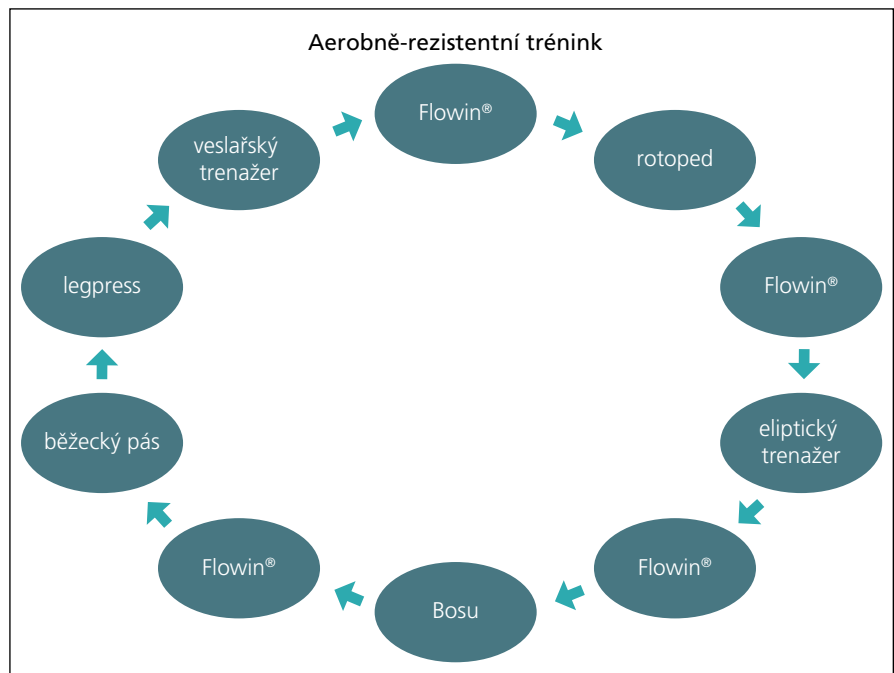 Aerobně-rezistentní trénink
Flowin®
rotoped
Flowin®
eliptický
trenažer
Flowin®
Bosu
Flowin®
běžecký pás
legpress
veslařský
trenažer